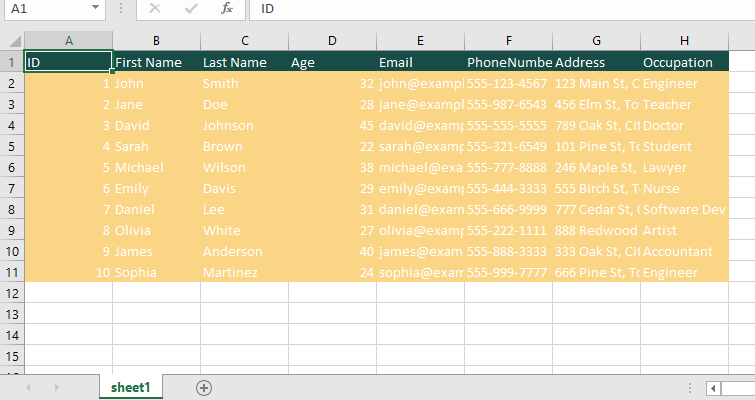 A1 fx ID
A B C D E F G H
1 ID First Name Last Name Age Email PhoneNumbe Address Occupation
2 1 John Smith 32 john@exampl 555-123-4567 123 Main St, C Engineer
3 2 Jane Doe 28 jane@exampl 555-987-6543 456 Elm St, To Teacher
4 3 David Johnson 45 david@examp 555-555-5555 789 Oak St, Cit Doctor
5 4 Sarah Brown 22 sarah@examp 555-321-6549 101 Pine St, To Student
6 5 Michael Wilson 38 michael@exa 555-777-8888 246 Maple St, Lawyer
7 6 Emily Davis 29 emily@examp 555-444-3333 555 Birch St, T Nurse
8 7 Daniel Lee 31 daniel@exam 555-666-9999 777 Cedar St, Software Dev
9 8 Olivia White 27 olivia@examp 555-222-1111 888 Redwood Artist
10 9 James Anderson 40 james@exam 555-888-3333 333 Oak St, Cit Accountant
11 10 Sophia Martinez 24 sophia@exam 555-999-7777 666 Pine St, To Engineer
12
13
14
15
sheet1